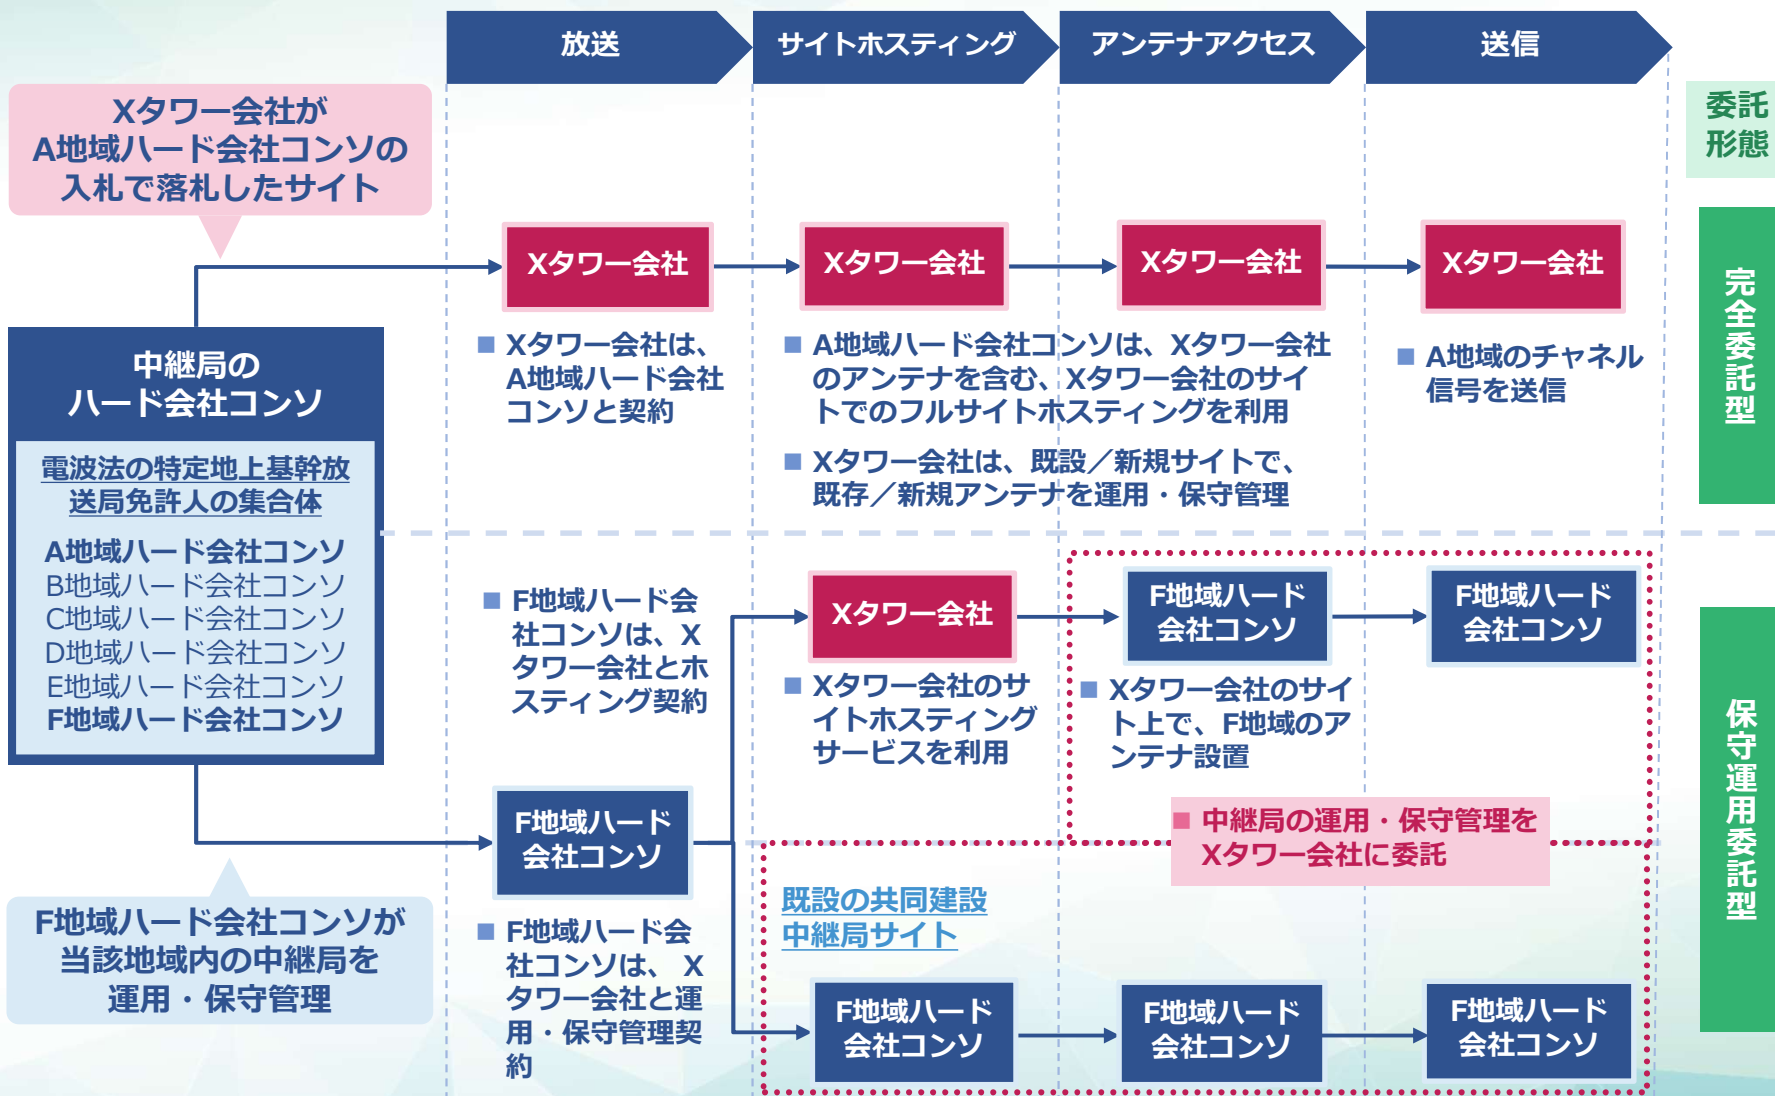 放送
サイトホスティング
アンテナアクセス
送信
委託
形態
Xタワー会社が
A地域ハード会社コンソの
入札で落札したサイト
Xタワー会社
Xタワー会社
Xタワー会社
Xタワー会社
完全委託型
■ Xタワー会社は、
A地域ハード会社
コンソと契約
■ A地域ハード会社コンソは、Xタワー会社
のアンテナを含む、Xタワー会社のサイ
トでのフルサイトホスティングを利用
■ Xタワー会社は、既設／新規サイトで、
既存／新規アンテナを運用・保守管理
■ A地域のチャネル
信号を送信
中継局の
ハード会社コンソ
電波法の特定地上基幹放
送局免許人の集合体
A地域ハード会社コンソ
B地域ハード会社コンソ
C地域ハード会社コンソ
D地域ハード会社コンソ
E地域ハード会社コンソ
F地域ハード会社コンソ
■ F地域ハード会
社コンソは、X
タワー会社とホ
スティング契約
Xタワー会社
F地域ハード
会社コンソ
F地域ハード
会社コンソ
■ Xタワー会社のサ
イトホスティング
サービスを利用
■ Xタワー会社のサイ
ト上で、F地域のア
ンテナ設置
保守運用委託型
F地域ハード
会社コンソ
■ 中継局の運用・保守管理を
Xタワー会社に委託
F地域ハード会社コンソが
当該地域内の中継局を
運用・保守管理
■ F地域ハード会
社コンソは、 X
タワー会社と運
用・保守管理契
約
既設の共同建設
中継局サイト
F地域ハード
会社コンソ
F地域ハード
会社コンソ
F地域ハード
会社コンソ